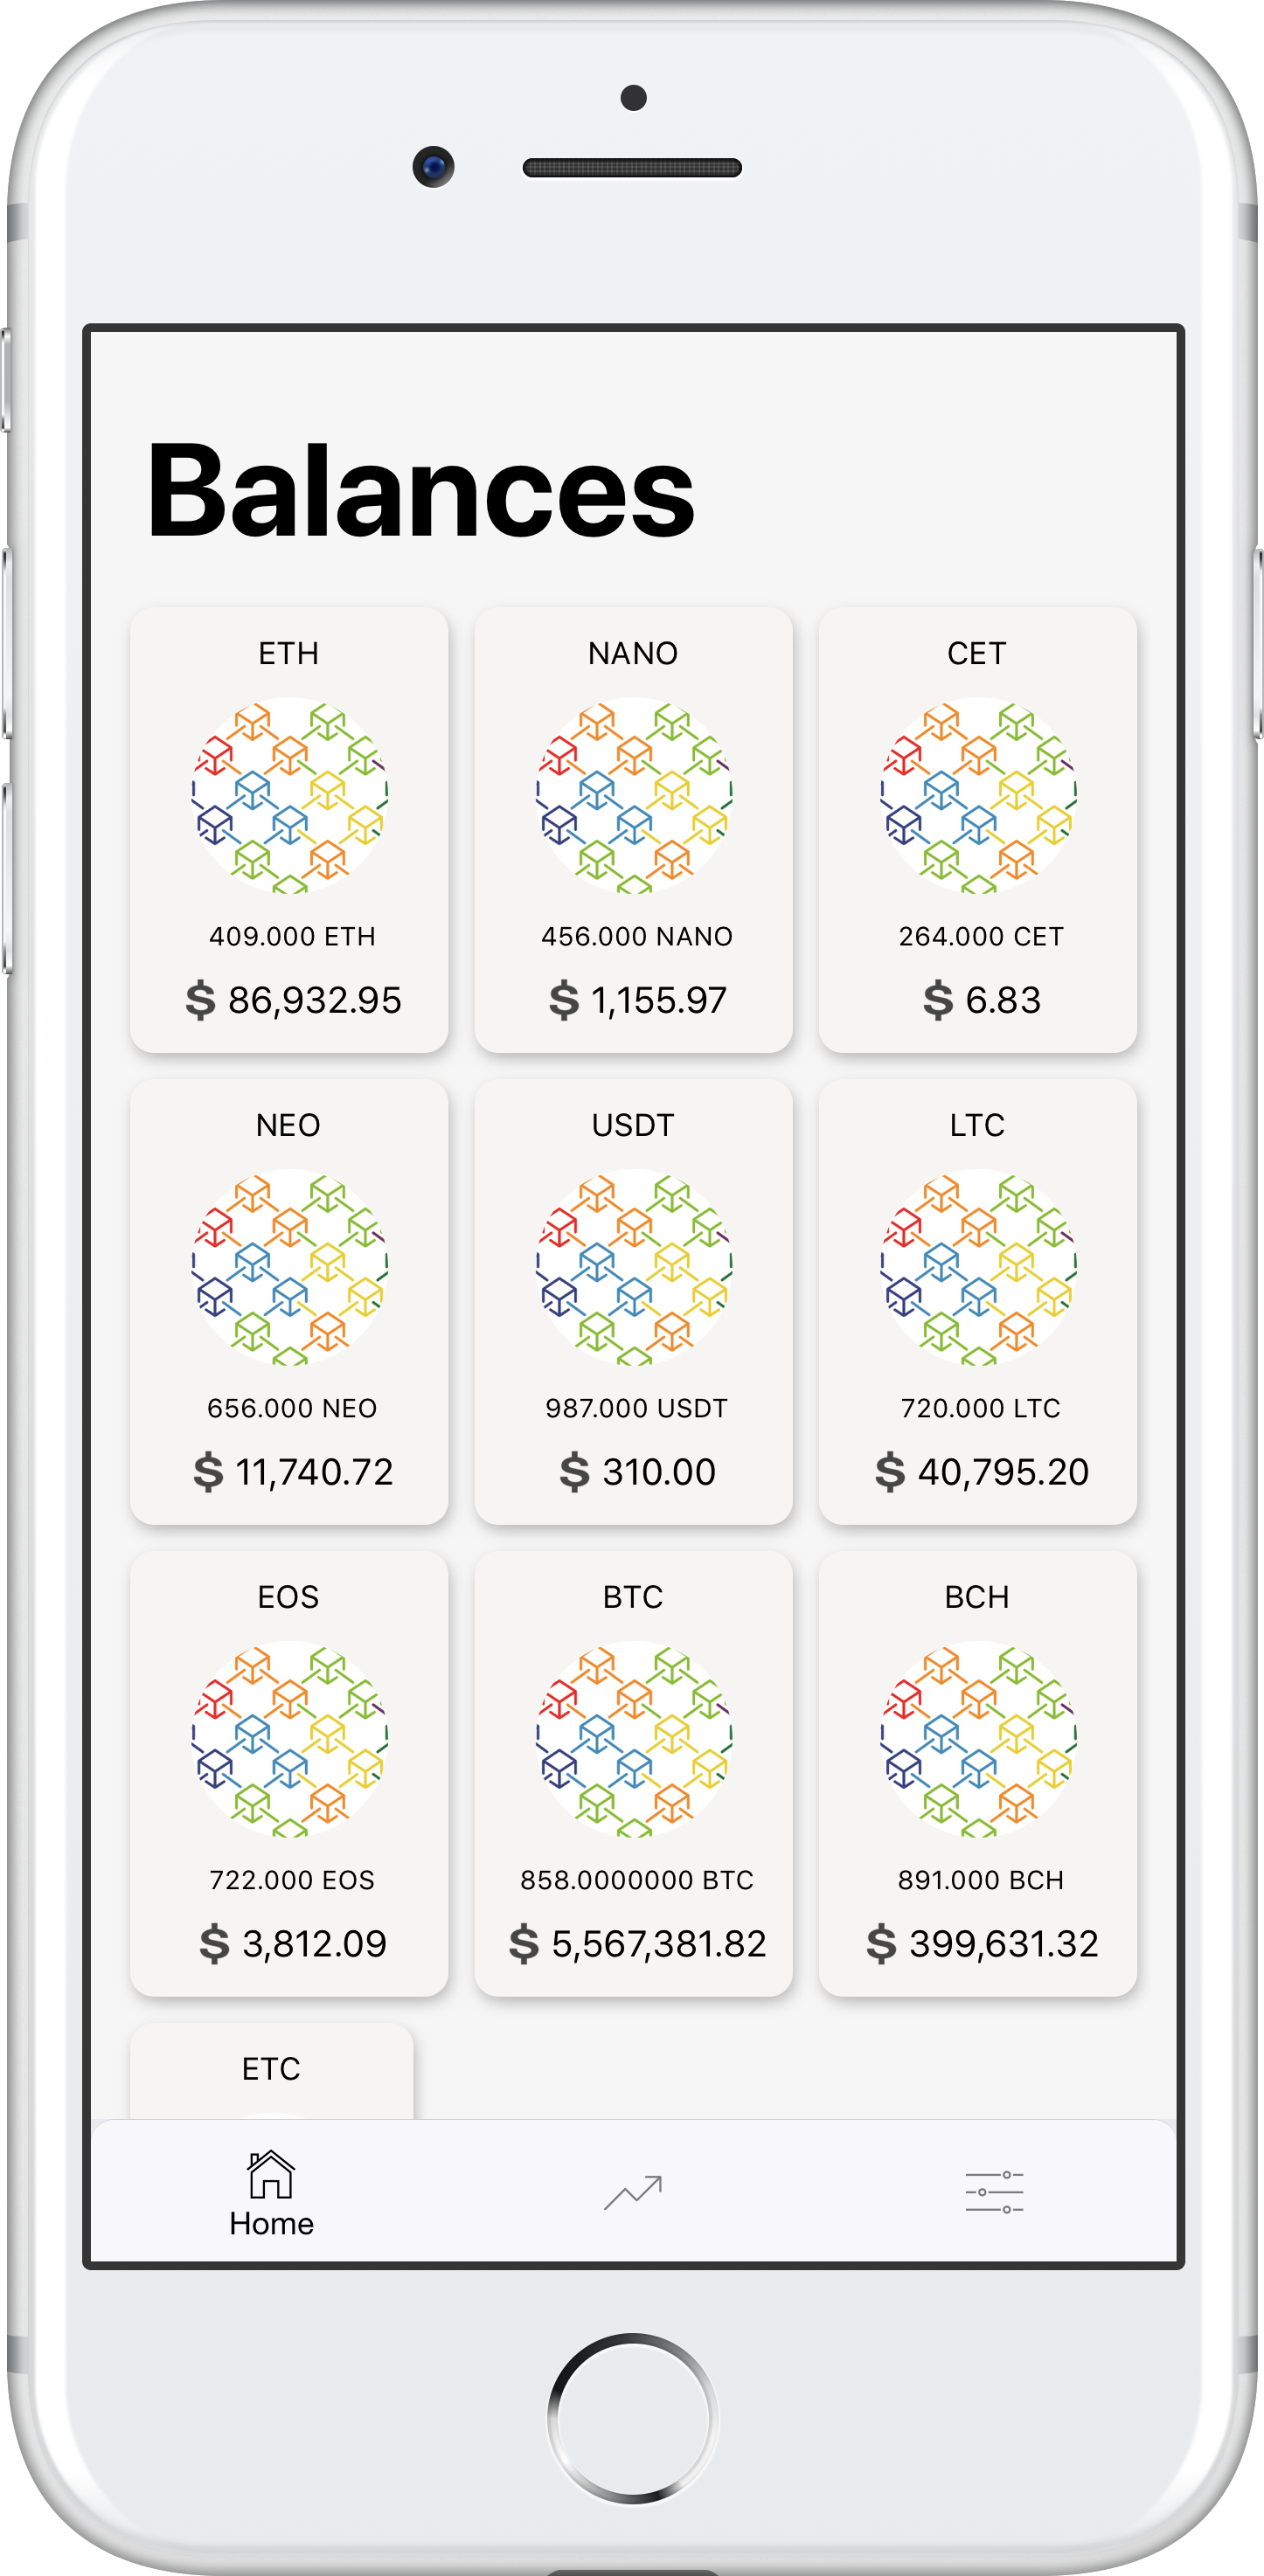 Balances
ETH
NANO
CET
409.000 ETH
456.000 NANO
264.000 CET
$ 86,932.95
$ 1,155.97
$ 6.83
NEO
USDT
LTC
656.000 NEO
987.000 USDT
720.000 LTC
$ 11,740.72
$ 310.00
$ 40,795.20
EOS
BTC
BCH
722.000 EOS
858.0000000 BTC
891.000 BCH
$ 3,812.09
$ 5,567,381.82
$ 399,631.32
ETC
Home